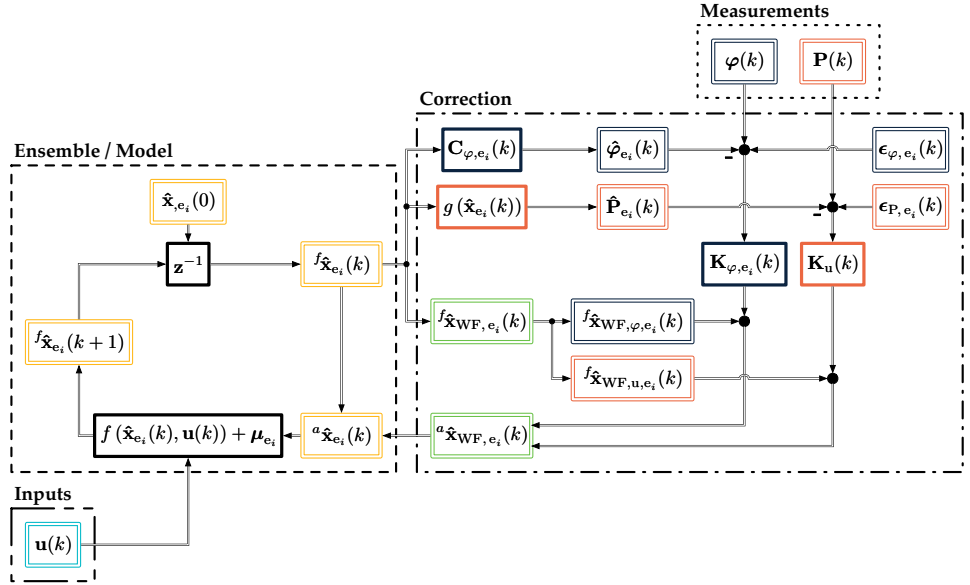 Measurements
𝝋(k)
P(k)
Correction
C_{φ,e_i}(k)
φ̂_{e_i}(k)
-
ϵ_{φ,e_i}(k)
g (x̂_{e_i}(k))
P̂_{e_i}(k)
-
ϵ_{P,e_i}(k)
K_{φ,e_i}(k)
K_u(k)
^f x̂_{WF,e_i}(k)
^f x̂_{WF,φ,e_i}(k)
^f x̂_{WF,u,e_i}(k)
^a x̂_{WF,e_i}(k)
Ensemble / Model
x̂_{,e_i}(0)
z^{-1}
^f x̂_{e_i}(k)
^f x̂_{e_i}(k+1)
f (x̂_{e_i}(k), u(k)) + μ_{e_i}
^a x̂_{e_i}(k)
Inputs
u(k)